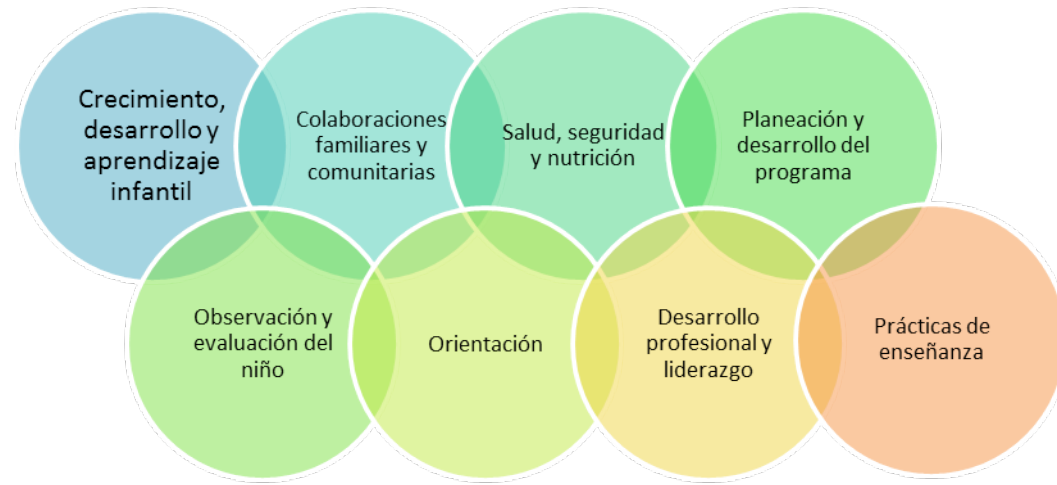 Crecimiento,
desarrollo y
aprendizaje
infantil
Colaboraciones
familiares y
comunitarias
Salud, seguridad
y nutrición
Planeación y
desarrollo del
programa
Observación y
evaluación del
niño
Orientación
Desarrollo
profesional y
liderazgo
Prácticas de
enseñanza